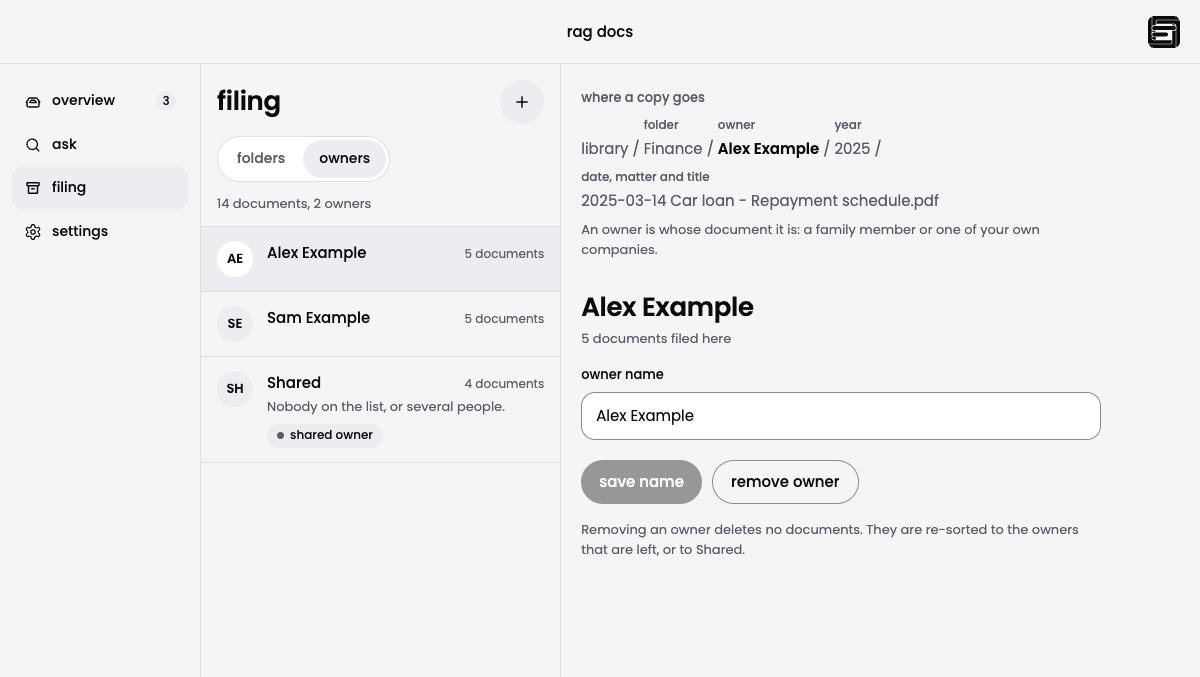 rag docs
overview 3
ask
filing
settings
filing
+
folders owners
14 documents, 2 owners
AE Alex Example 5 documents
SE Sam Example 5 documents
SH Shared 4 documents
Nobody on the list, or several people.
shared owner
where a copy goes
folder owner year
library / Finance / Alex Example / 2025 /
date, matter and title
2025-03-14 Car loan - Repayment schedule.pdf
An owner is whose document it is: a family member or one of your own
companies.
Alex Example
5 documents filed here
owner name
Alex Example
save name remove owner
Removing an owner deletes no documents. They are re-sorted to the owners
that are left, or to Shared.